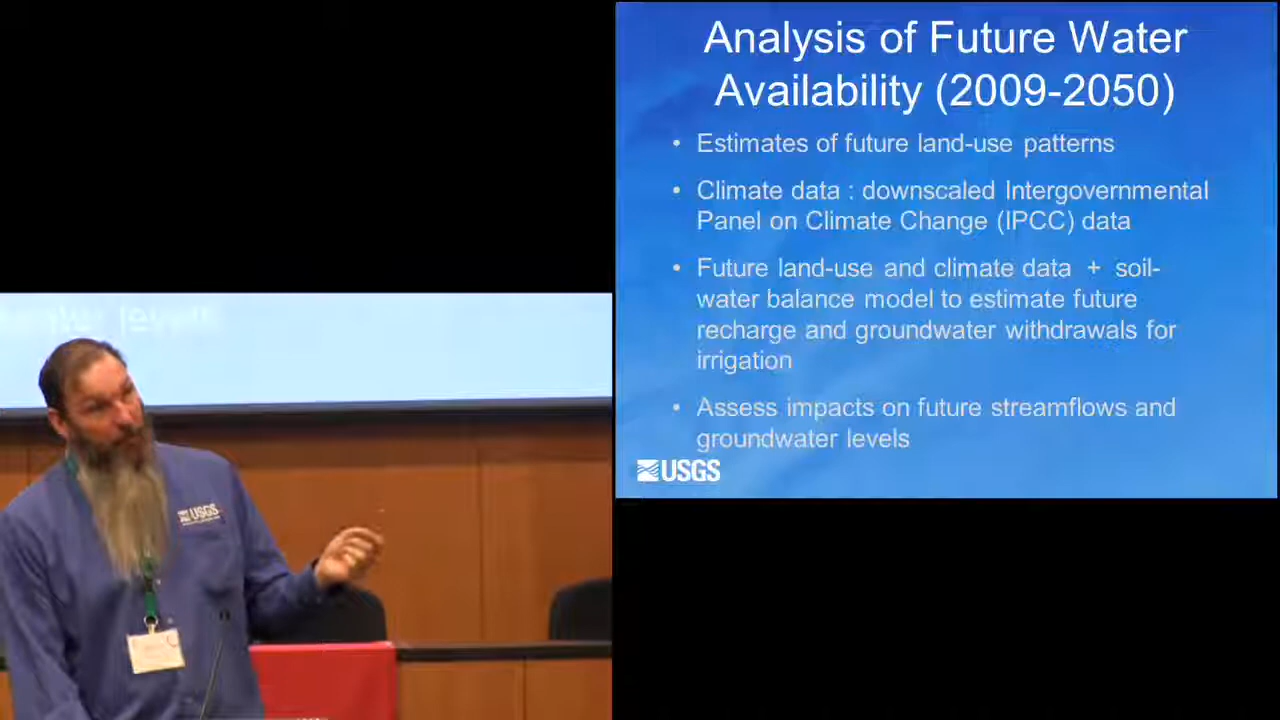 Analysis of Future Water
Availability (2009-2050)
• Estimates of future land-use patterns
• Climate data : downscaled Intergovernmental
Panel on Climate Change (IPCC) data
• Future land-use and climate data + soil-
water balance model to estimate future
recharge and groundwater withdrawals for
irrigation
• Assess impacts on future streamflows and
groundwater levels
USGS
USGS